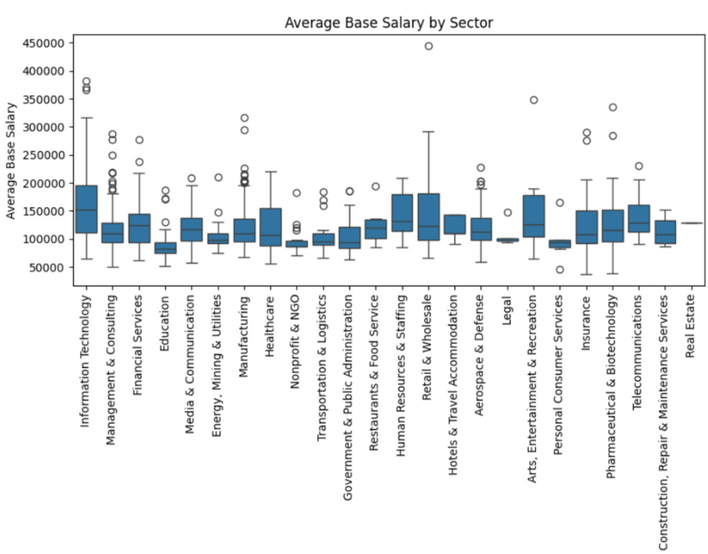 Average Base Salary by Sector
Average Base Salary
450000
400000
350000
300000
250000
200000
150000
100000
50000
Information Technology
Management & Consulting
Financial Services
Education
Media & Communication
Energy, Mining & Utilities
Manufacturing
Healthcare
Nonprofit & NGO
Transportation & Logistics
Government & Public Administration
Restaurants & Food Service
Human Resources & Staffing
Retail & Wholesale
Hotels & Travel Accommodation
Aerospace & Defense
Legal
Arts, Entertainment & Recreation
Personal Consumer Services
Insurance
Pharmaceutical & Biotechnology
Telecommunications
Construction, Repair & Maintenance Services
Real Estate